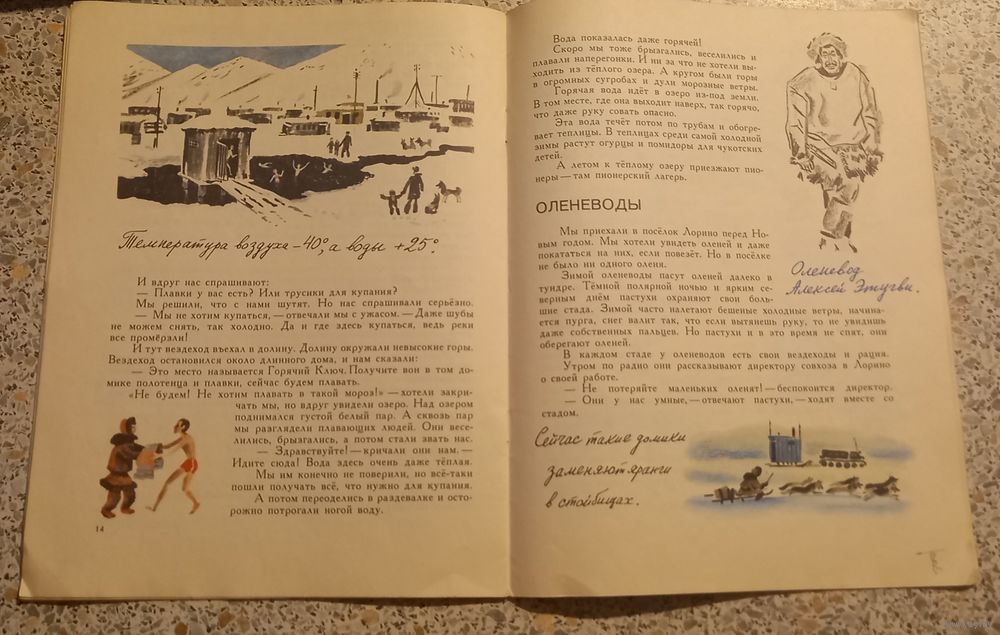 Температура воздуха –40°, а воды +25°.
И вдруг нас спрашивают:
— Плавки у вас есть? Или трусики для купания?
Мы решили, что с нами шутят. Но нас спрашивали серьёзно.
— Мы не хотим купаться,— отвечали мы с ужасом.— Даже шубы
не можем снять, так холодно. Да и где здесь купаться, ведь реки
все промёрзли!
И тут вездеход въехал в долину. Долину окружали невысокие горы.
Вездеход остановился около длинного дома, и нам сказали:
— Это место называется Горячий Ключ. Получите вон в том до-
мике полотенца и плавки, сейчас будем плавать.
«Не будем! Не хотим плавать в такой мороз!»— хотели закри-
чать мы, но вдруг увидели озеро. Над озером
поднимался густой белый пар. А сквозь пар
мы разглядели плавающих людей. Они весе-
лились, брызгались, а потом стали звать нас.
— Здравствуйте!— кричали они нам.—
Идите сюда! Вода здесь очень даже тёплая.
Мы им конечно не поверили, но всё-таки
пошли получать всё, что нужно для купания.
А потом переоделись в раздевалке и осто-
рожно потрогали ногой воду.
14
Вода показалась даже горячей!
Скоро мы тоже брызгались, веселились и
плавали наперегонки. И ни за что не хотели вы-
ходить из тёплого озера. А кругом были горы
в огромных сугробах и дули морозные ветры.
Горячая вода идёт в озеро из-под земли.
В том месте, где она выходит наверх, так горячо,
что даже руку совать опасно.
Эта вода течёт потом по трубам и обогре-
вает теплицы. В теплицах среди самой холодной
зимы растут огурцы и помидоры для чукотских
детей.
А летом к тёплому озеру приезжают пио-
неры — там пионерский лагерь.
ОЛЕНЕВОДЫ
Мы приехали в посёлок Лорино перед Но-
вым годом. Мы хотели увидеть оленей и даже
покататься на них, если повезёт. Но в посёлке
не было ни одного оленя.
Зимой оленеводы пасут оленей далеко в
тундре. Тёмной полярной ночью и ярким се-
верным днём пастухи охраняют свои боль-
шие стада. Зимой часто налетают бешеные холодные ветры, начина-
ется пурга, снег валит так, что если вытянешь руку, то не увидишь
даже собственных пальцев. Но пастухи и в это время не спят, они
оберегают оленей.
В каждом стаде у оленеводов есть свои вездеходы и рация.
Утром по радио они рассказывают директору совхоза в Лорино
о своей работе.
— Не потеряйте маленьких оленят!— беспокоится директор.
— Они у нас умные,— отвечают пастухи,— ходят вместе со
стадом.
Оленевод
Алексей Этугви.
Сейчас такие домики
заменяют яранги
в стойбищах.